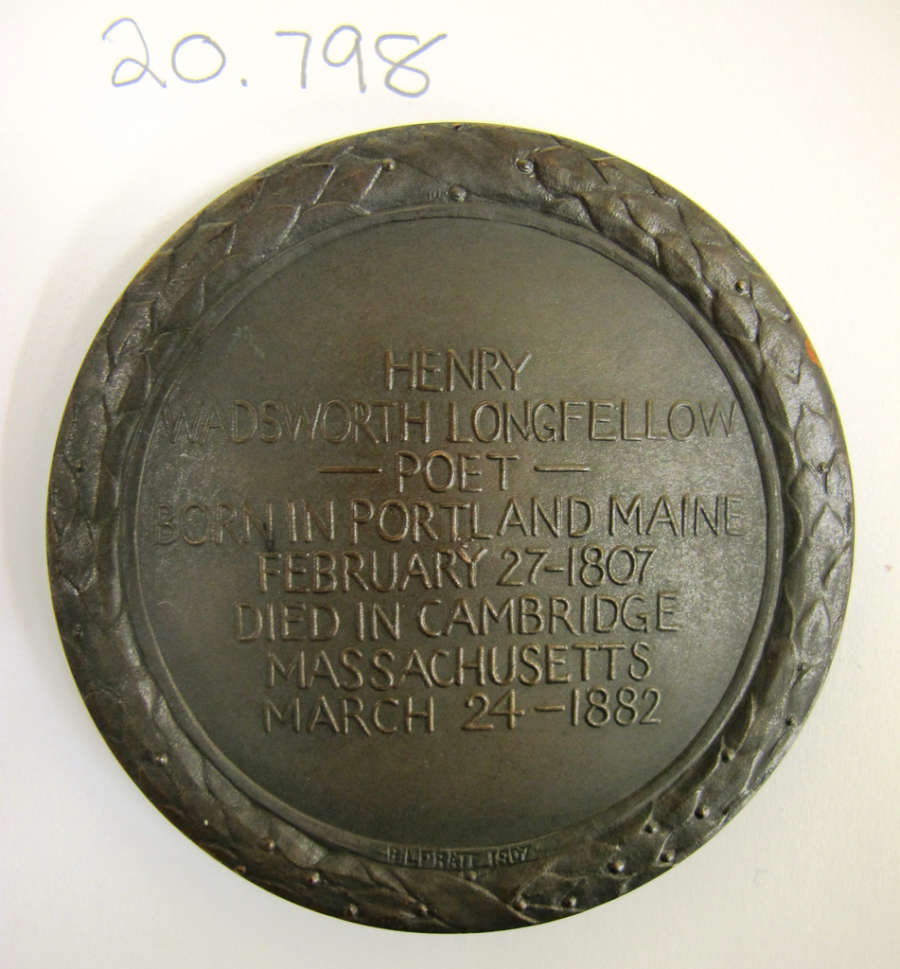 20.798
HENRY
WADSWORTH LONGFELLOW
— POET —
BORN IN PORTLAND MAINE
FEBRUARY 27-1807
DIED IN CAMBRIDGE
MASSACHUSETTS
MARCH 24-1882
B.L.PRATT 1907